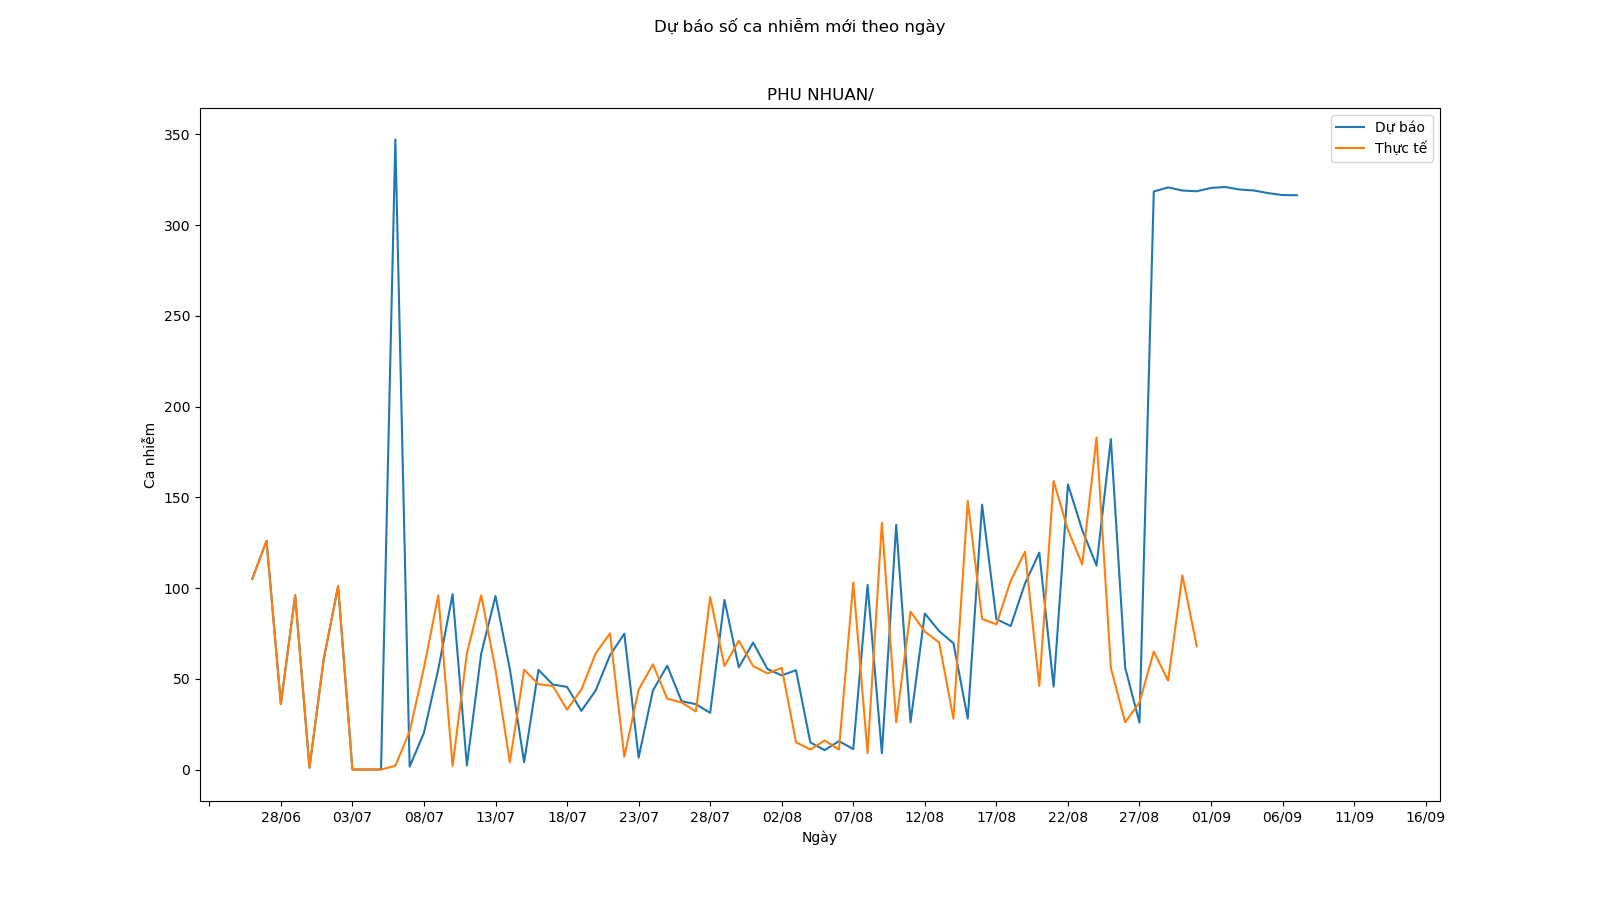 Dự báo số ca nhiễm mới theo ngày
PHU NHUAN/
Dự báo
Thực tế
350
300
250
200
150
100
50
0
Ca nhiễm
28/06 03/07 08/07 13/07 18/07 23/07 28/07 02/08 07/08 12/08 17/08 22/08 27/08 01/09 06/09 11/09 16/09
Ngày